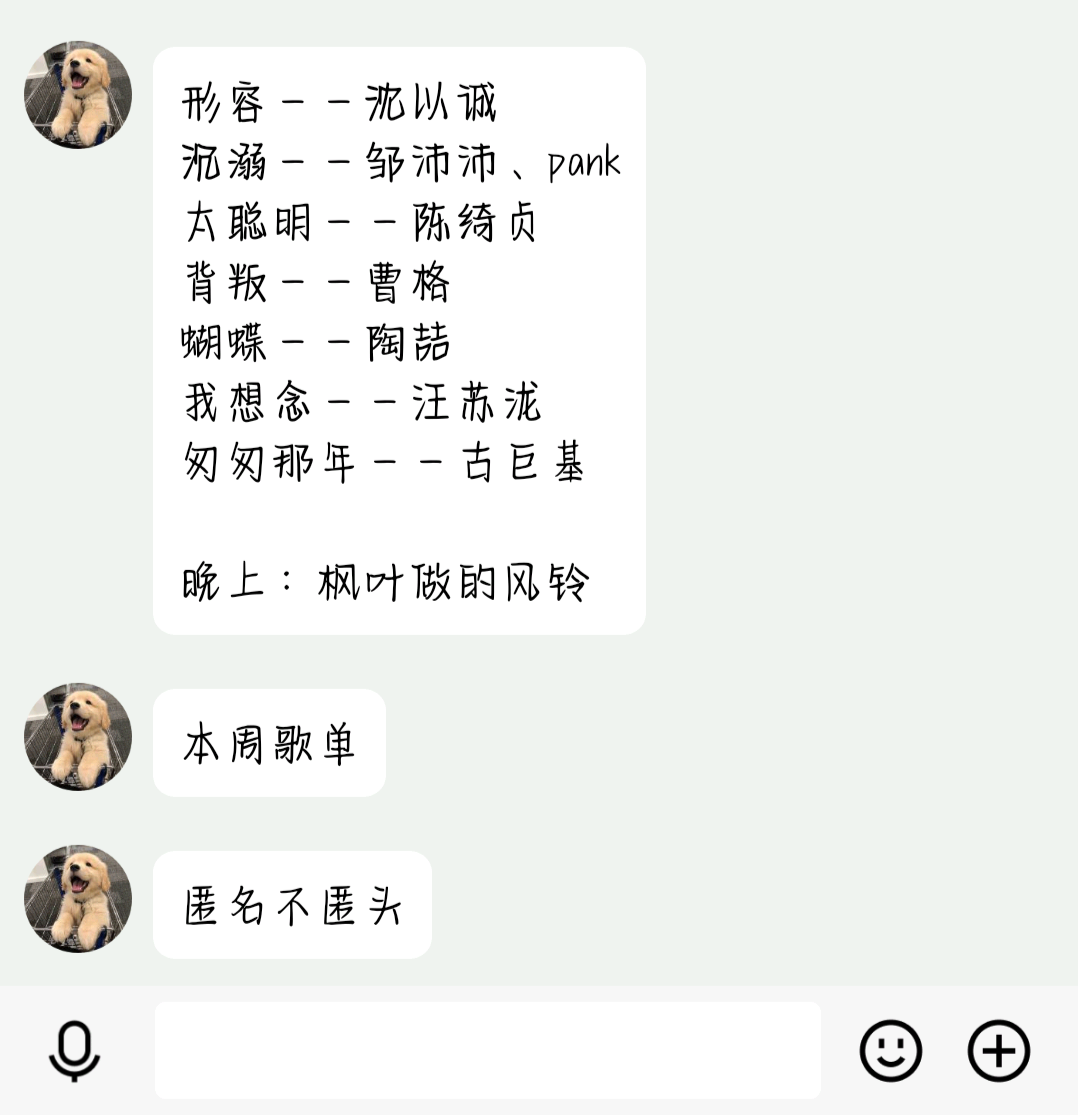 形容－－沈以诚
沉溺－－邹沛沛、pank
太聪明－－陈绮贞
背叛－－曹格
蝴蝶－－陶喆
我想念－－汪苏泷
匆匆那年－－古巨基
晚上：枫叶做的风铃
本周歌单
匿名不匿头